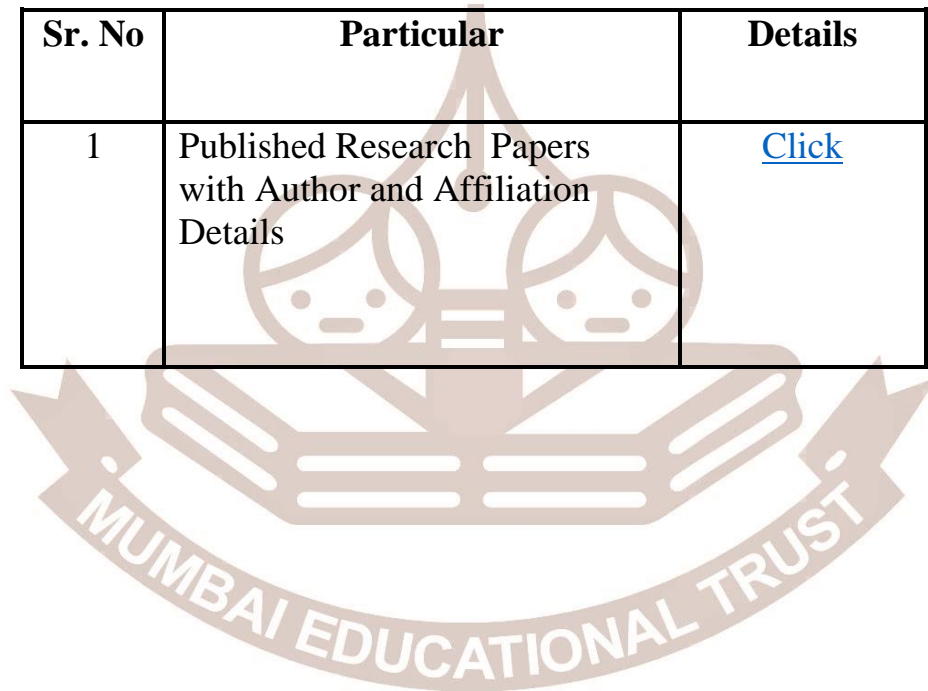 Sr. No Particular Details
1 Published Research Papers Click
with Author and Affiliation
Details
MUMBAI EDUCATIONAL TRUST